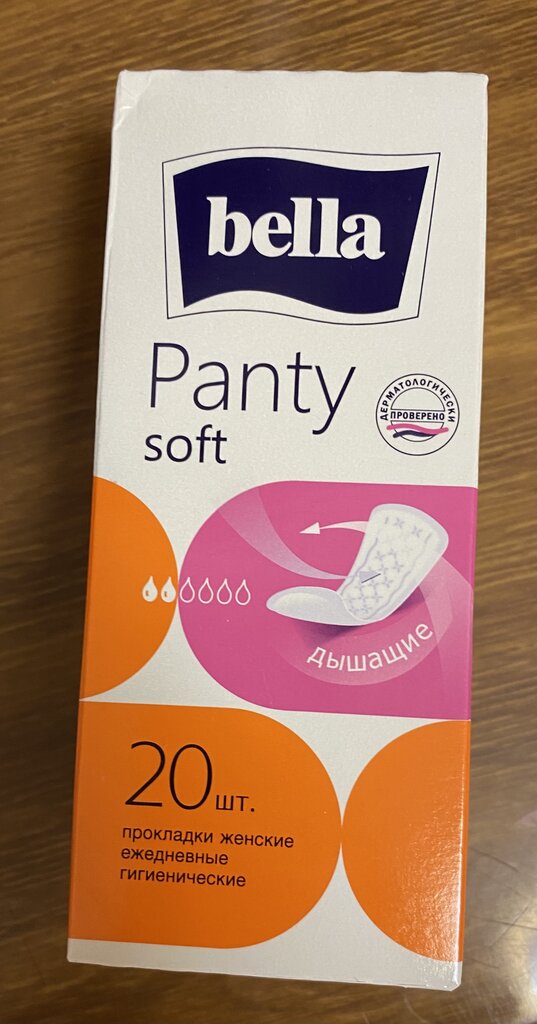 bella
Panty
soft
ДЕРМАТОЛОГИЧЕСКИ
ПРОВЕРЕНО
дышащие
20 шт.
прокладки женские
ежедневные
гигиенические